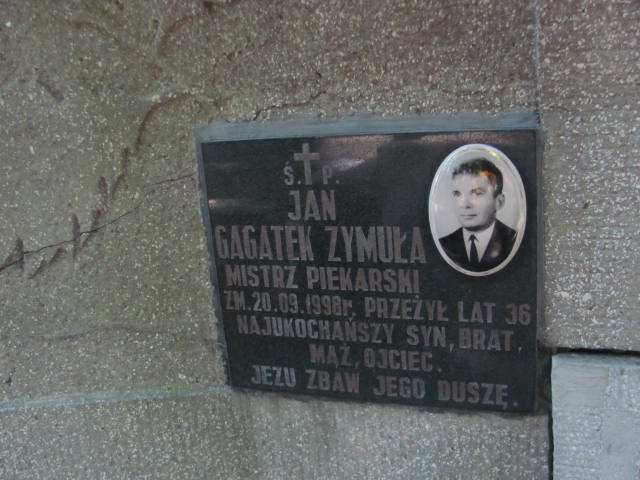 Ś. P.
JAN
GAGATEK ZYMUŁA
MISTRZ PIEKARSKI
ZM. 20.09.1998r. PRZEŻYŁ LAT 36
NAJUKOCHAŃSZY SYN, BRAT,
MĄŻ, OJCIEC.
JEZU ZBAW JEGO DUSZĘ.